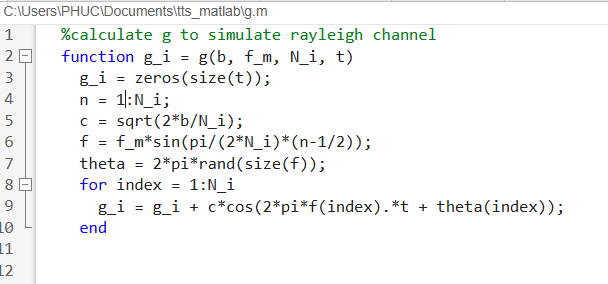 C:\Users\PHUC\Documents\tts_matlab\g.m
1 %calculate g to simulate rayleigh channel
2 function g_i = g(b, f_m, N_i, t)
3 g_i = zeros(size(t));
4 n = 1:N_i;
5 c = sqrt(2*b/N_i);
6 f = f_m*sin(pi/(2*N_i)*(n-1/2));
7 theta = 2*pi*rand(size(f));
8 for index = 1:N_i
9 g_i = g_i + c*cos(2*pi*f(index).*t + theta(index));
10 end
11
12